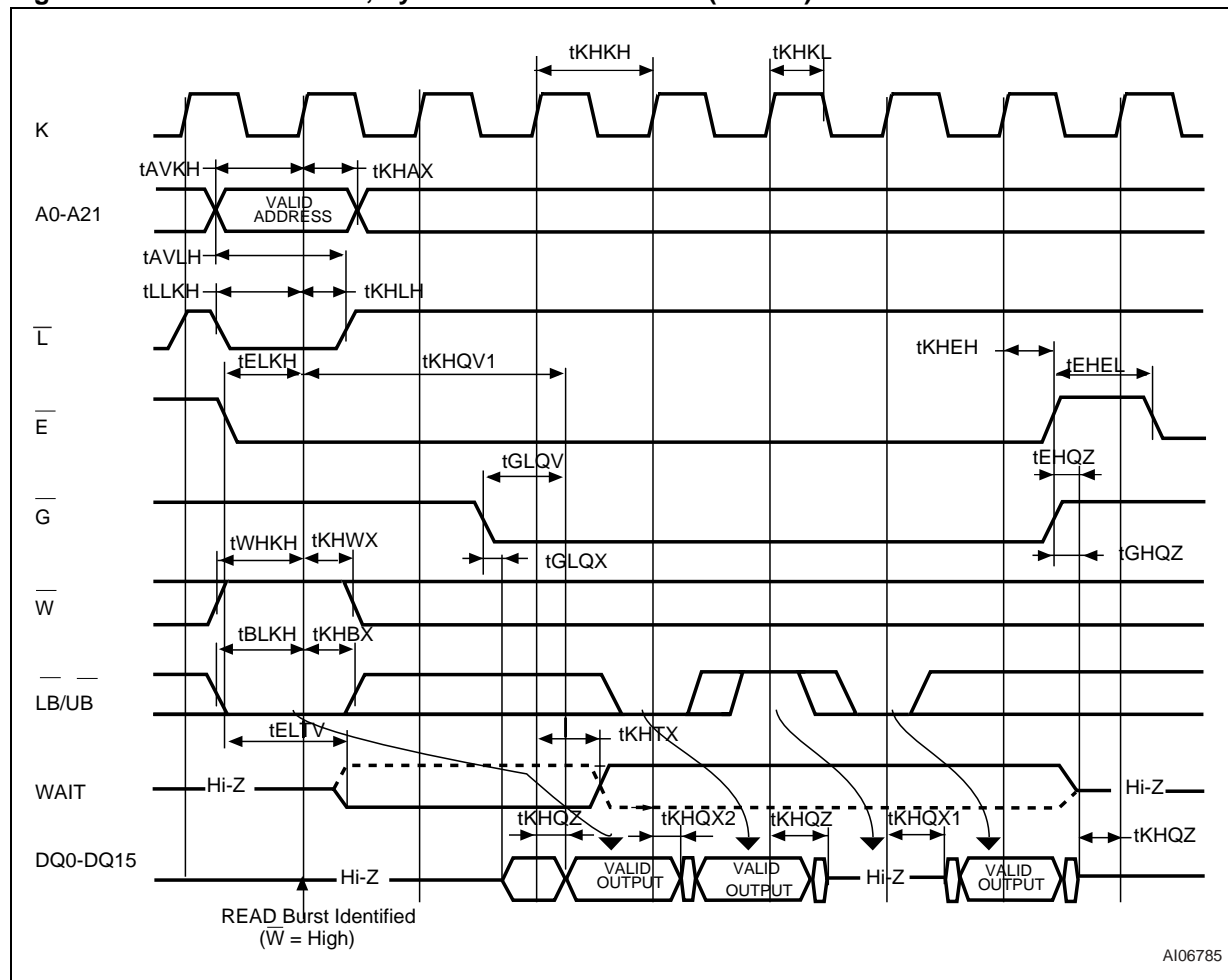 tKHKH
tKHKL
K
tAVKH
tKHAX
A0-A21
VALID
ADDRESS
tAVLH
tLLKH
tKHLH
L
tELKH
tKHQV1
tKHEH
tEHEL
E
tGLQV
tEHQZ
G
tWHKH
tKHWX
tGLQX
tGHQZ
W
tBLKH
tKHBX
LB/UB
tELTV
tKHTX
WAIT
Hi-Z
Hi-Z
tKHQZ
tKHQX2
tKHQZ
tKHQX1
tKHQZ
DQ0-DQ15
Hi-Z
VALID
OUTPUT
VALID
OUTPUT
Hi-Z
VALID
OUTPUT
READ Burst Identified
(W = High)
AI06785